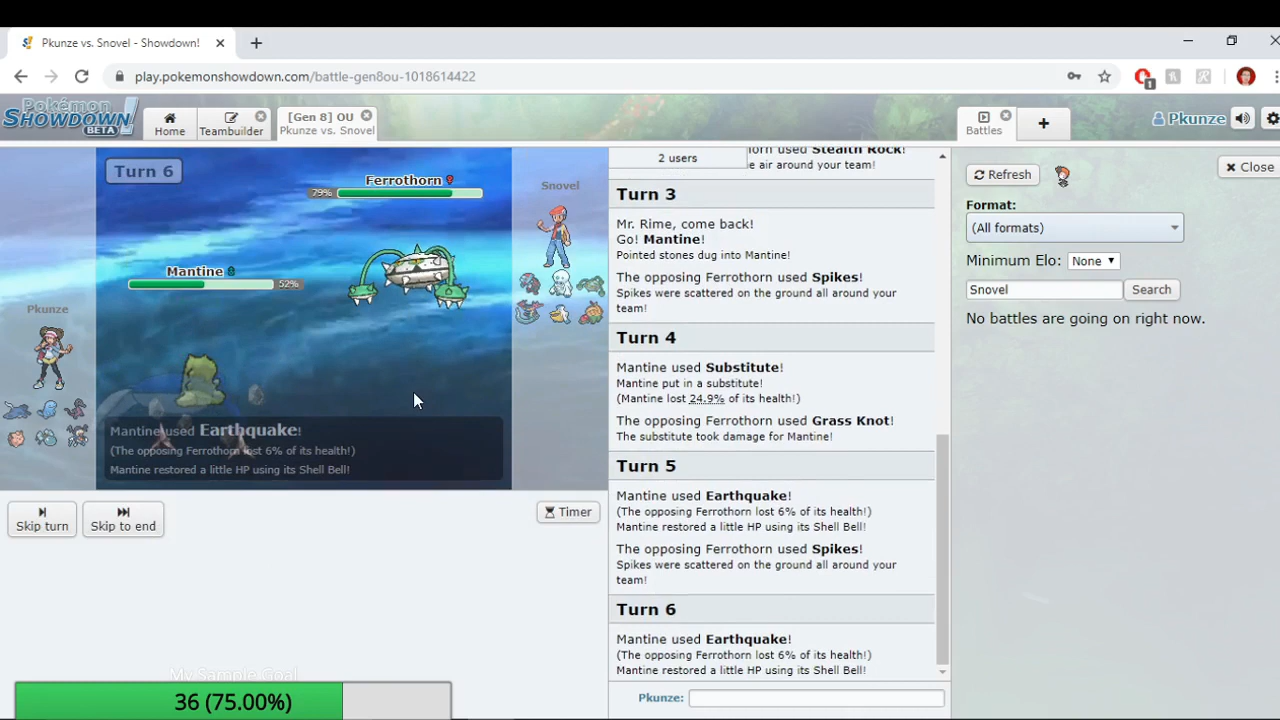 Pkunze vs. Snovel - Showdown!
play.pokemonshowdown.com/battle-gen8ou-1018614422
1
Pokémon
SHOWDOWN!
BETA
Home
Teambuilder
[Gen 8] OU
Pkunze vs. Snovel
Battles
Pkunze
Turn 6
Ferrothorn
79%
Mantine
52%
Pkunze
Snovel
Mantine used Earthquake!
(The opposing Ferrothorn lost 6% of its health!)
Mantine restored a little HP using its Shell Bell!
Skip turn
Skip to end
Timer
2 users
orn used Stealth Rock!
e air around your team!
Turn 3
Mr. Rime, come back!
Go! Mantine!
Pointed stones dug into Mantine!
The opposing Ferrothorn used Spikes!
Spikes were scattered on the ground all around your
team!
Turn 4
Mantine used Substitute!
Mantine put in a substitute!
(Mantine lost 24.9% of its health!)
The opposing Ferrothorn used Grass Knot!
The substitute took damage for Mantine!
Turn 5
Mantine used Earthquake!
(The opposing Ferrothorn lost 6% of its health!)
Mantine restored a little HP using its Shell Bell!
The opposing Ferrothorn used Spikes!
Spikes were scattered on the ground all around your
team!
Turn 6
Mantine used Earthquake!
(The opposing Ferrothorn lost 6% of its health!)
Mantine restored a little HP using its Shell Bell!
Pkunze:
Refresh
Close
Format:
(All formats)
Minimum Elo:
None
Snovel
Search
No battles are going on right now.
My Sample Goal
36 (75.00%)